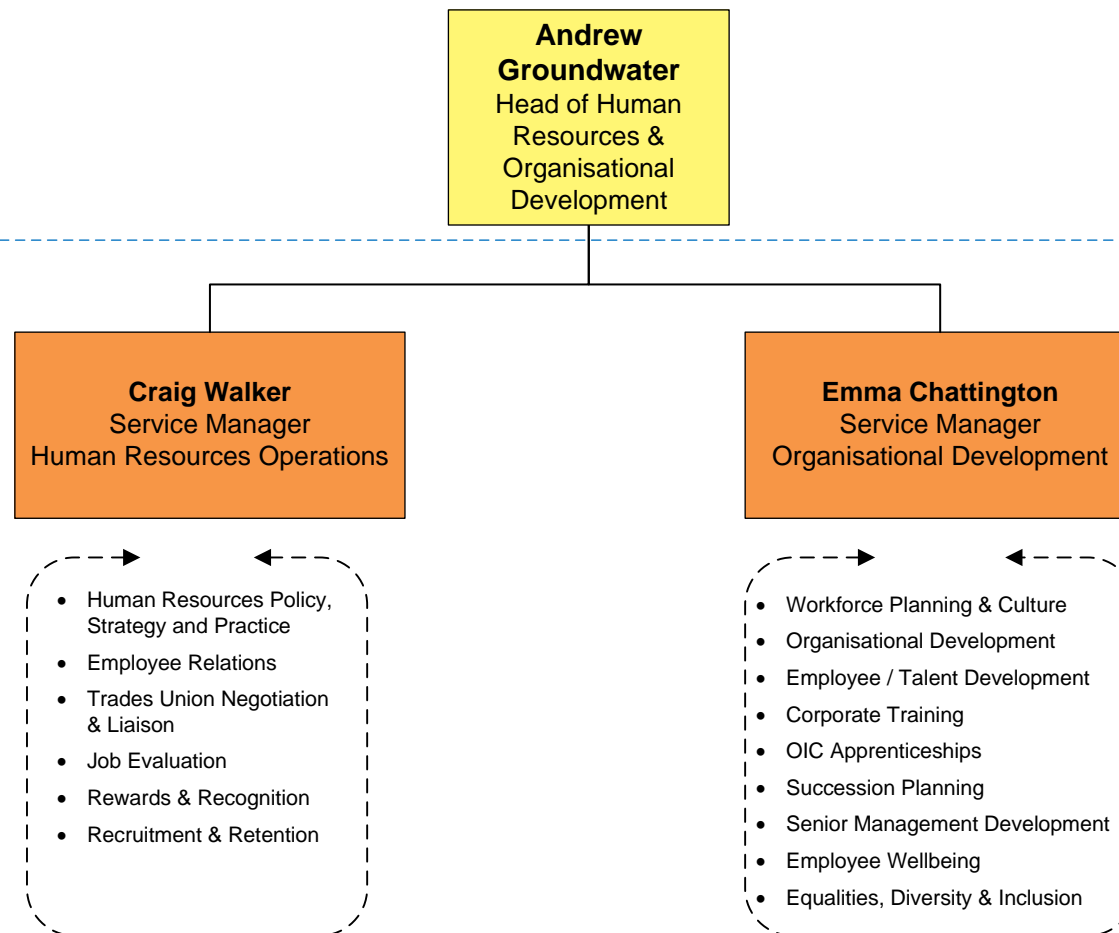 Andrew
Groundwater
Head of Human
Resources &
Organisational
Development
Craig Walker
Service Manager
Human Resources Operations
Emma Chattington
Service Manager
Organisational Development
• Human Resources Policy,
Strategy and Practice
• Employee Relations
• Trades Union Negotiation
& Liaison
• Job Evaluation
• Rewards & Recognition
• Recruitment & Retention
• Workforce Planning & Culture
• Organisational Development
• Employee / Talent Development
• Corporate Training
• OIC Apprenticeships
• Succession Planning
• Senior Management Development
• Employee Wellbeing
• Equalities, Diversity & Inclusion